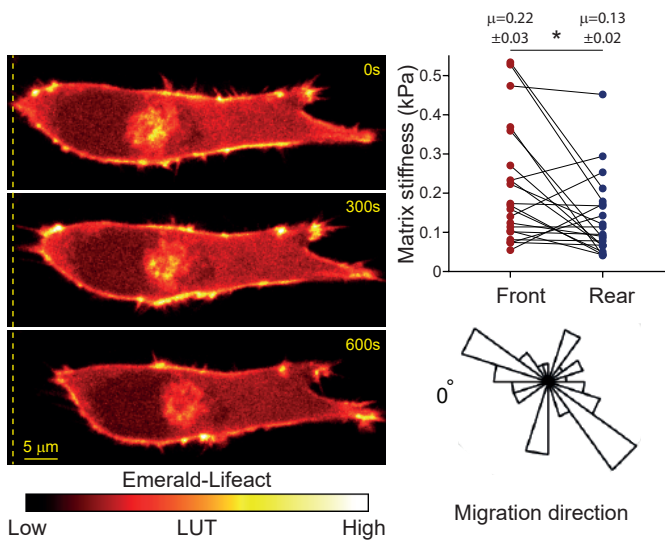 0s
300s
600s
5 μm
Emerald-Lifeact
Low LUT High
μ=0.22 μ=0.13
±0.03 * ±0.02
Matrix stiffness (kPa)
0.5
0.4
0.3
0.2
0.1
0
Front Rear
0°
Migration direction